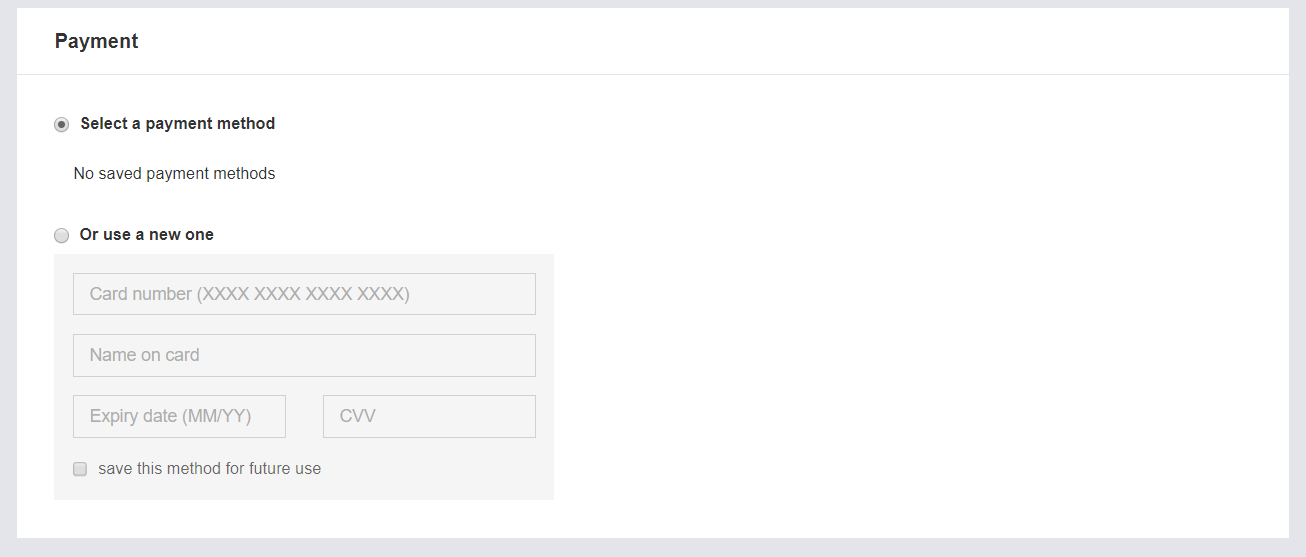 Payment
Select a payment method
No saved payment methods
Or use a new one
Card number (XXXX XXXX XXXX XXXX)
Name on card
Expiry date (MM/YY) CVV
save this method for future use